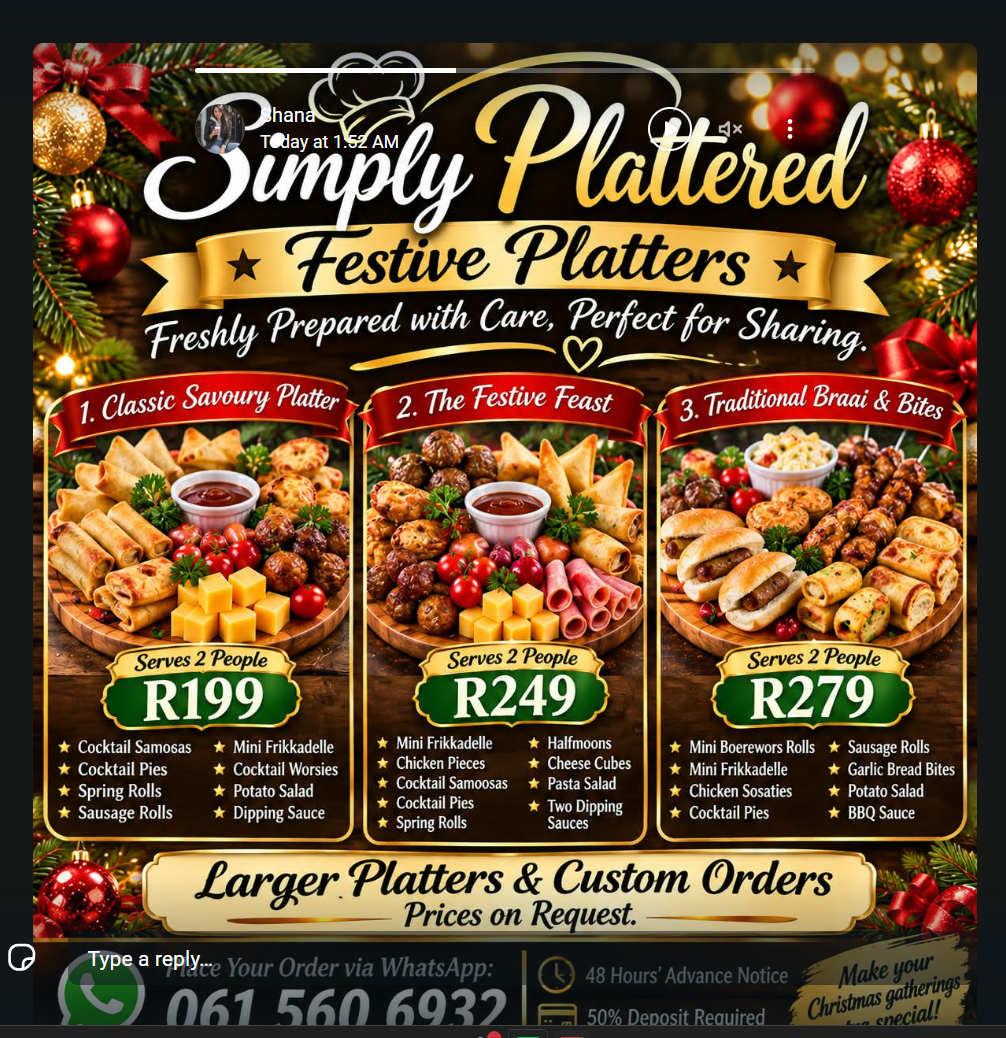 Shana
Today at 1:52 AM
Simply Plattered
Festive Platters
Freshly Prepared with Care, Perfect for Sharing.
1. Classic Savoury Platter
Serves 2 People
R199
Cocktail Samosas
Cocktail Pies
Spring Rolls
Sausage Rolls
Mini Frikkadelle
Cocktail Worsies
Potato Salad
Dipping Sauce
2. The Festive Feast
Serves 2 People
R249
Mini Frikkadelle
Chicken Pieces
Cocktail Samoosas
Cocktail Pies
Spring Rolls
Halfmoons
Cheese Cubes
Pasta Salad
Two Dipping
Sauces
3. Traditional Braai & Bites
Serves 2 People
R279
Mini Boerewors Rolls
Mini Frikkadelle
Chicken Sosaties
Cocktail Pies
Sausage Rolls
Garlic Bread Bites
Potato Salad
BBQ Sauce
Larger Platters & Custom Orders
Prices on Request.
Type a reply...
Place Your Order via WhatsApp:
061 560 6932
48 Hours' Advance Notice
50% Deposit Required
Make your
Christmas gatherings
special!